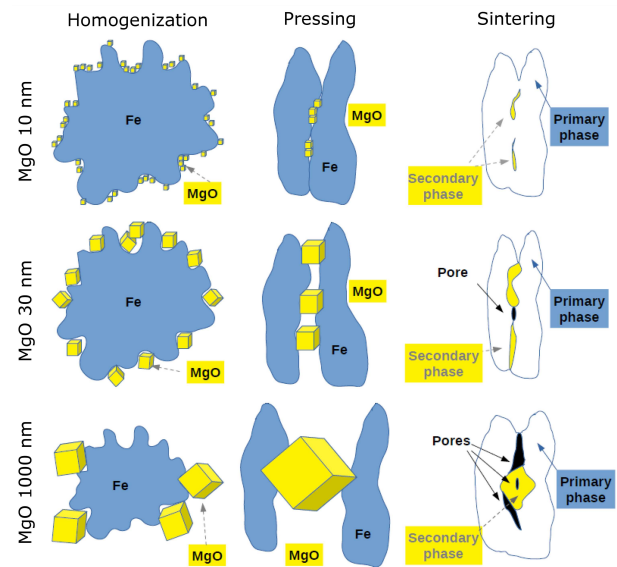 Homogenization
Pressing
Sintering
MgO 10 nm
Fe
MgO
MgO
Fe
Primary
phase
Secondary
phase
MgO 30 nm
Fe
MgO
MgO
Fe
Pore
Primary
phase
Secondary
phase
MgO 1000 nm
Fe
MgO
MgO
Fe
Pores
Primary
phase
Secondary
phase